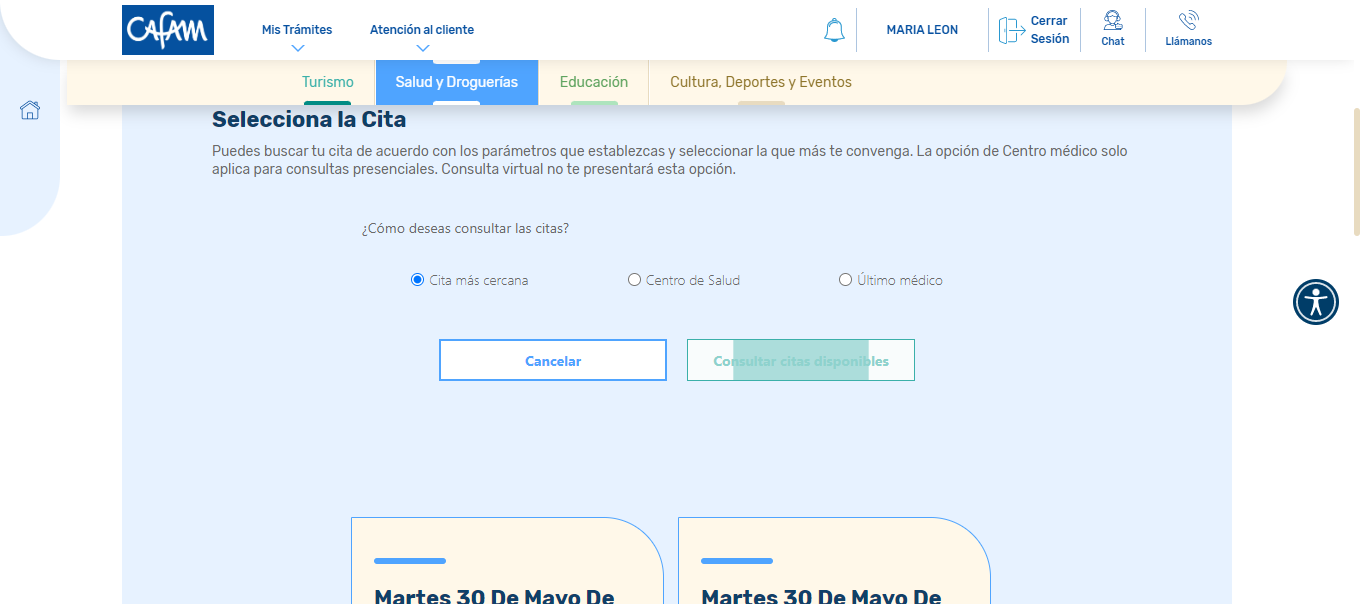 CAFAM
Mis Trámites
Atención al cliente
MARIA LEON
Cerrar
Sesión
Chat
Llámanos
Turismo
Salud y Droguerías
Educación
Cultura, Deportes y Eventos
Selecciona la Cita
Puedes buscar tu cita de acuerdo con los parámetros que establezcas y seleccionar la que más te convenga. La opción de Centro médico solo
aplica para consultas presenciales. Consulta virtual no te presentará esta opción.
¿Cómo deseas consultar las citas?
Cita más cercana
Centro de Salud
Último médico
Cancelar
Consultar citas disponibles
Martes 30 De Mayo De
Martes 30 De Mayo De